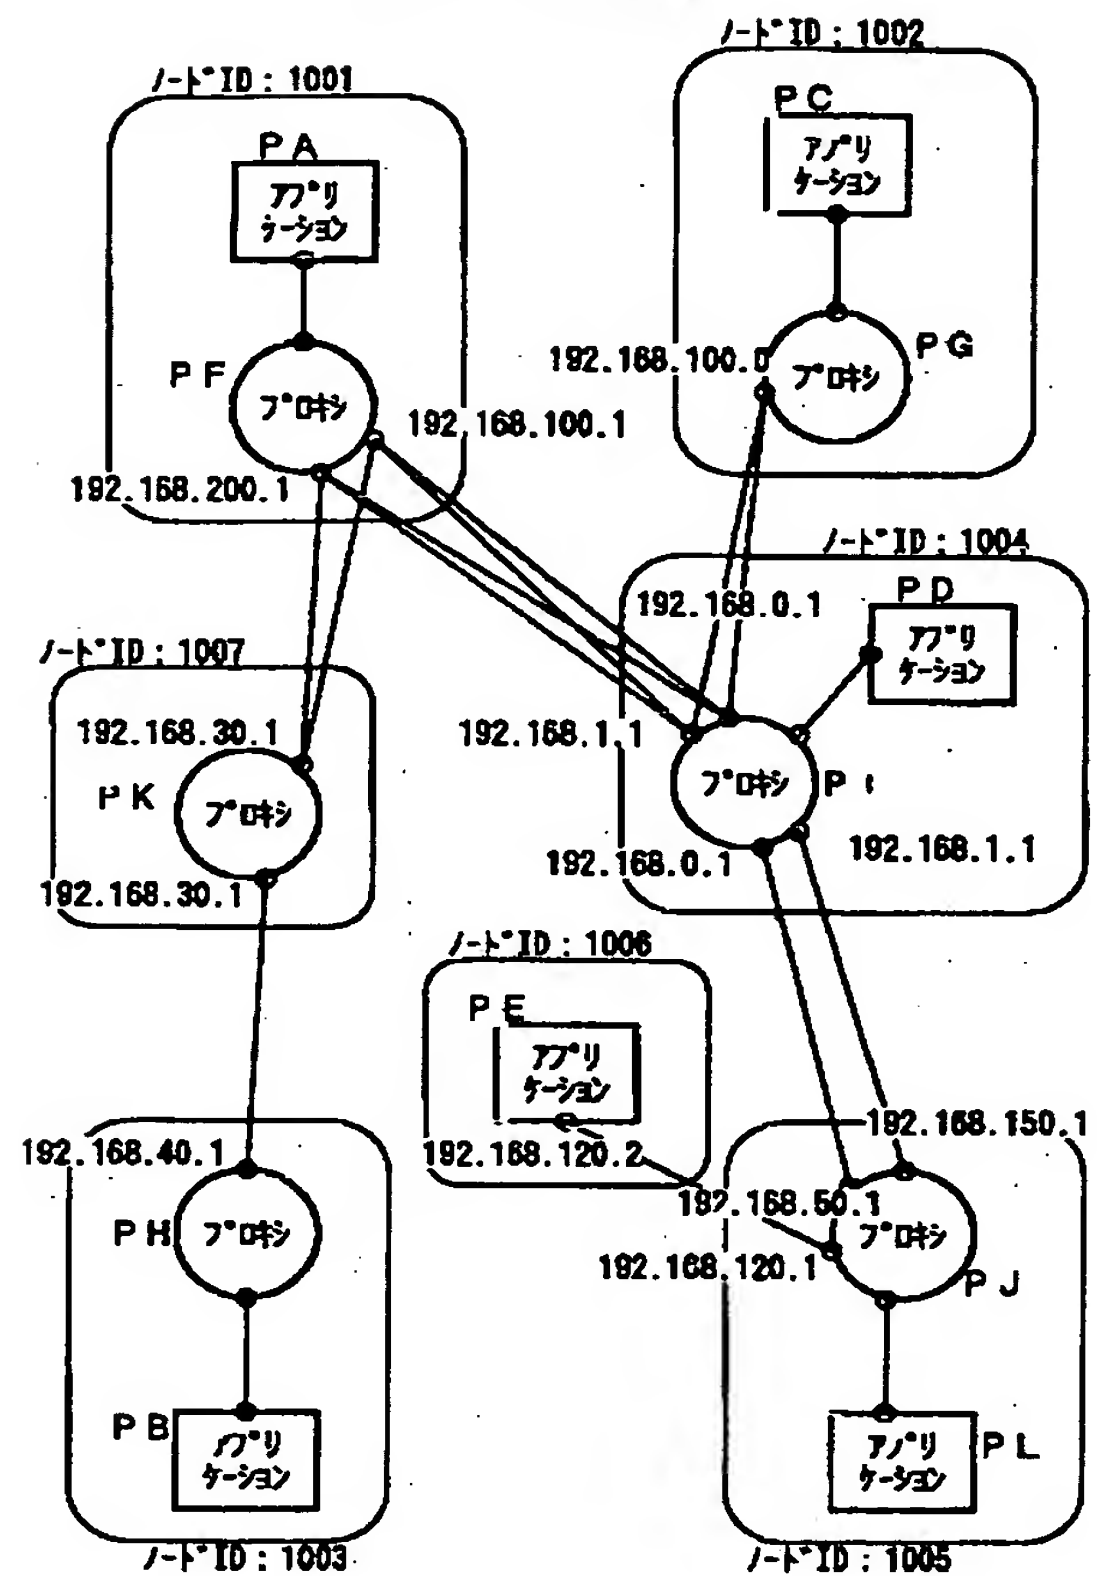 ノードID : 1001
PA
アプリ
ケーション
PF
プロキシ
192.168.100.1
192.168.200.1
ノードID : 1002
PC
アプリ
ケーション
192.168.100.0
PG
プロキシ
ノードID : 1004
192.168.0.1
PD
アプリ
ケーション
192.168.1.1
プロキシ
192.168.0.1
192.168.1.1
ノードID : 1007
192.168.30.1
PK
プロキシ
192.168.30.1
ノードID : 1006
PE
アプリ
ケーション
192.168.120.2
192.168.40.1
PH
プロキシ
PB
アプリ
ケーション
ノードID : 1003
192.168.150.1
192.168.50.1
プロキシ
192.168.120.1
PJ
アプリ
ケーション
PL
ノードID : 1005